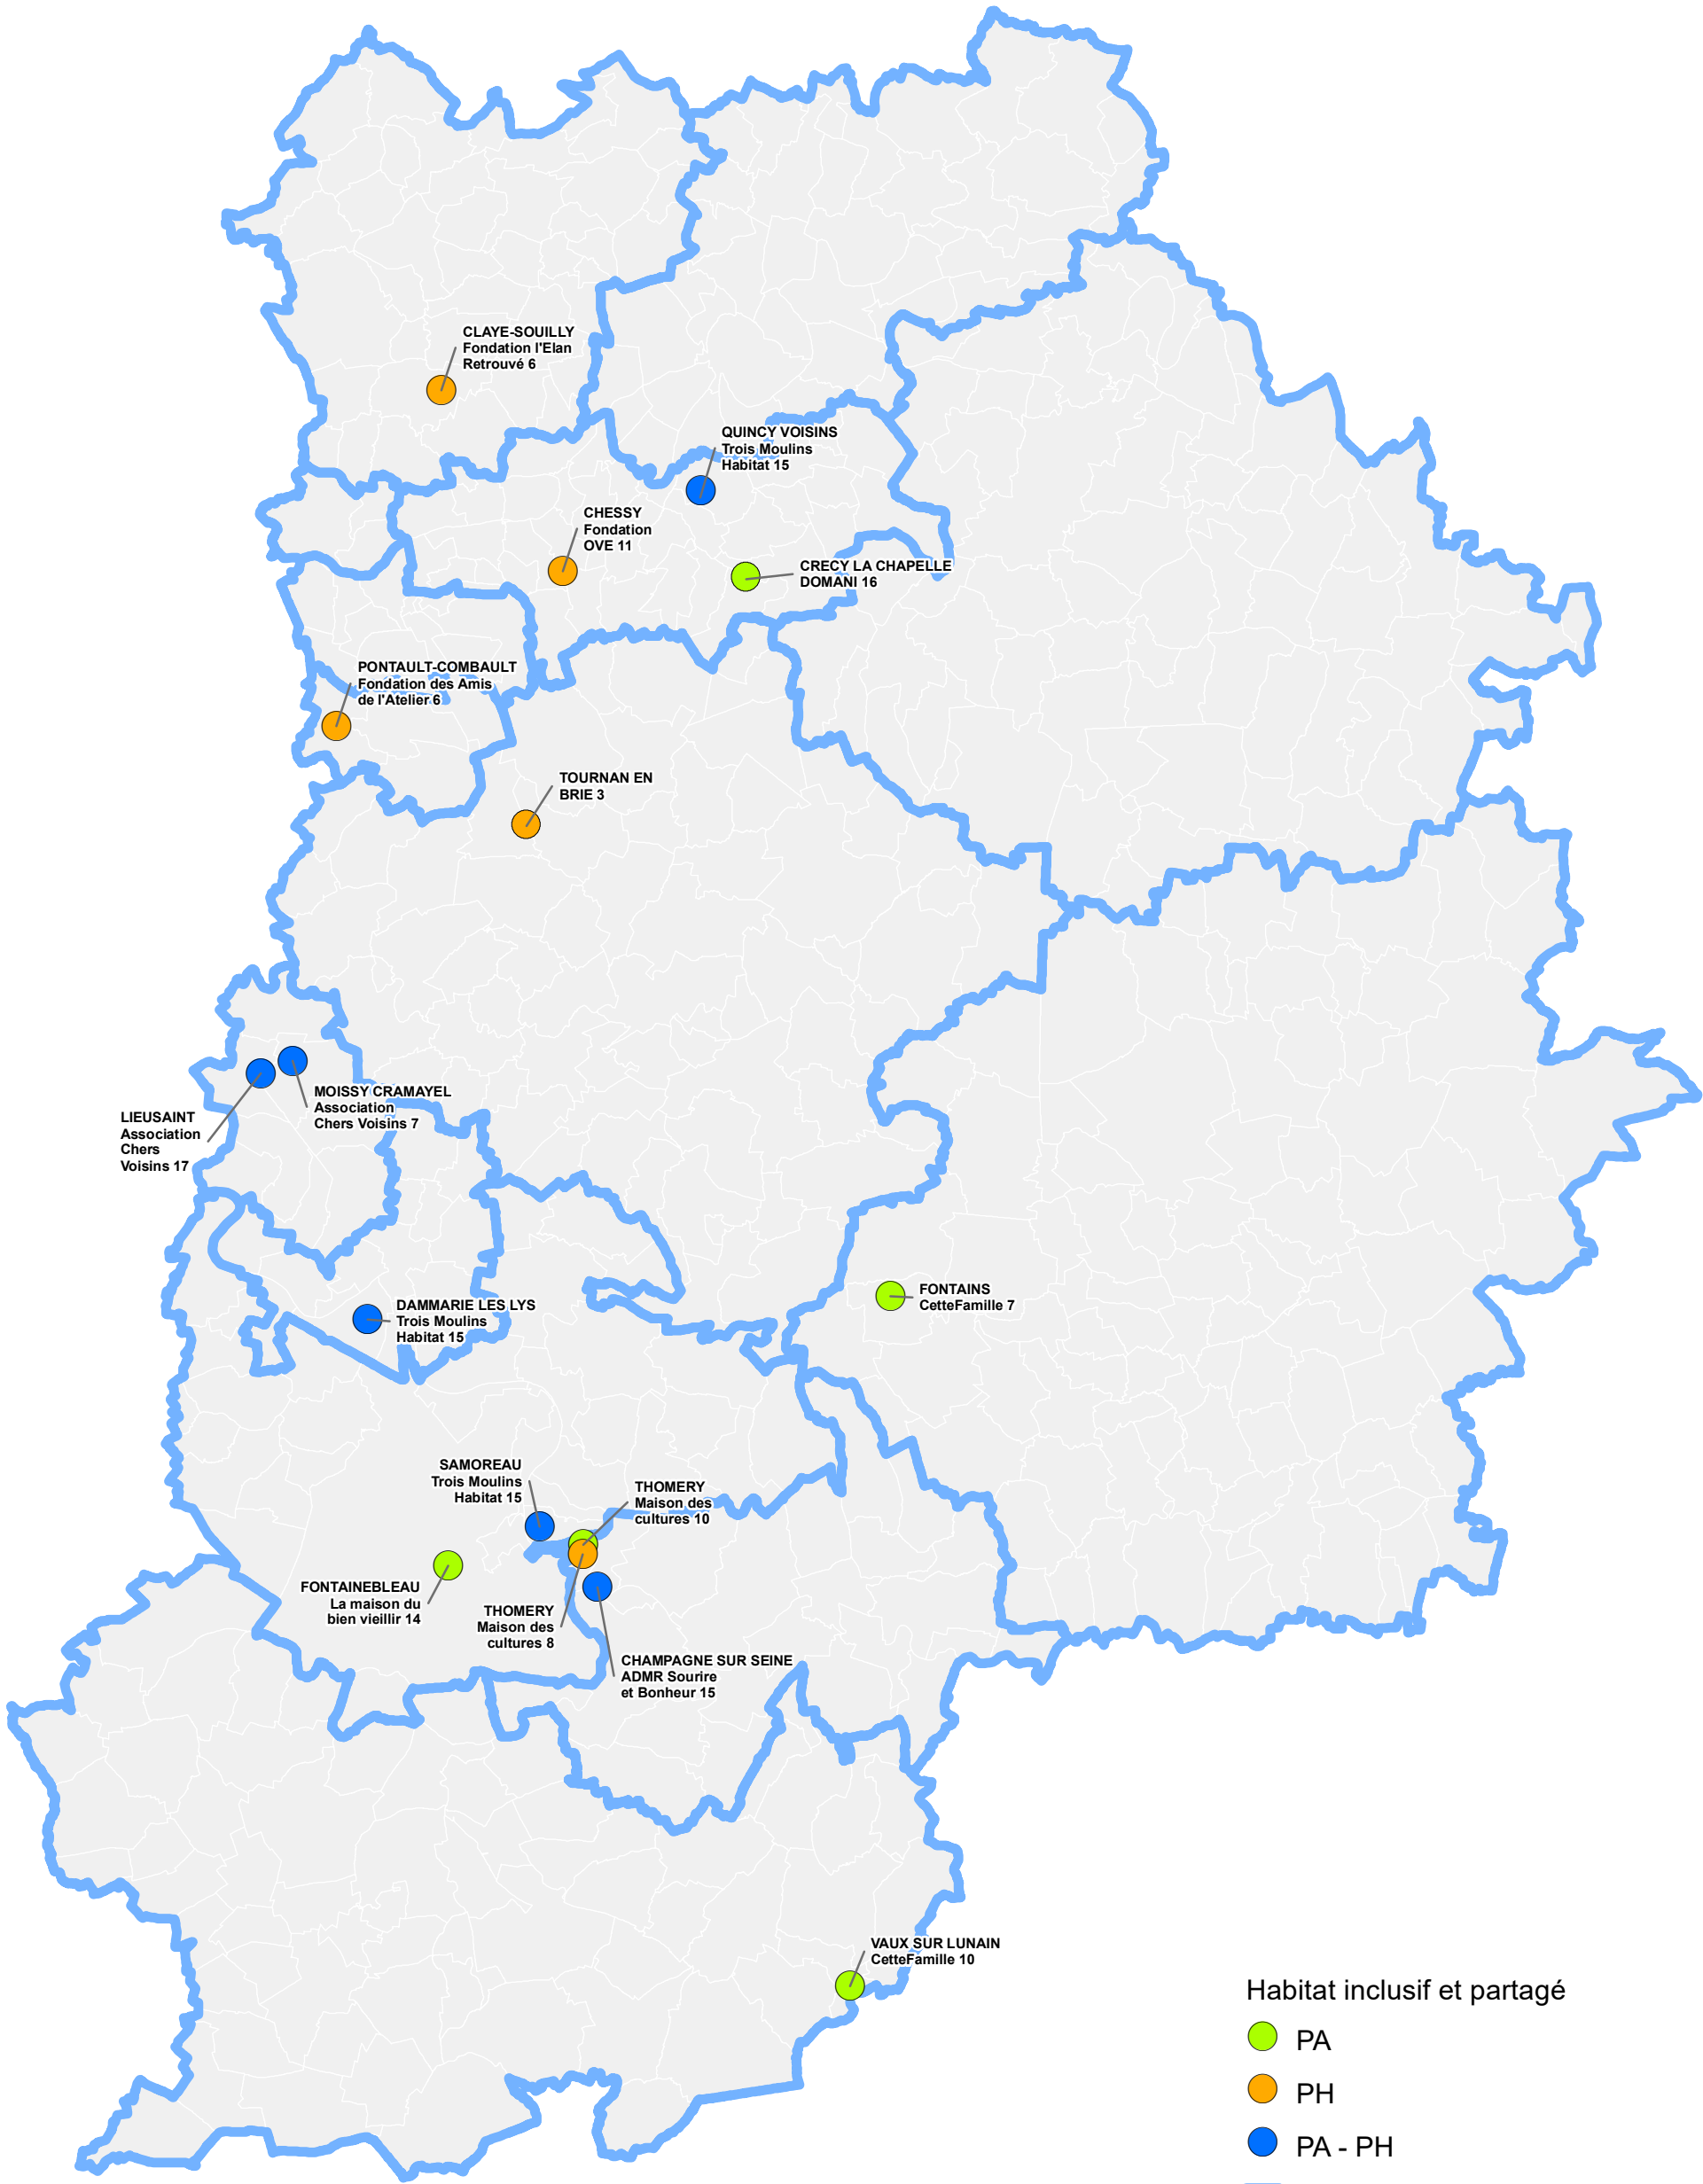 CLAYE-SOUILLY
Fondation l'Elan
Retrouvé 6
QUINCY VOISINS
Trois Moulins
Habitat 15
CHESSY
Fondation
OVE 11
CRECY LA CHAPELLE
DOMANI 16
PONTAULT-COMBAULT
Fondation des Amis
de l'Atelier 6
TOURNAN EN
BRIE 3
MOISSY CRAMAYEL
Association
Chers Voisins 7
LIEUSAINT
Association
Chers
Voisins 17
FONTAINS
CetteFamille 7
DAMMARIE LES LYS
Trois Moulins
Habitat 15
SAMOREAU
Trois Moulins
Habitat 15
THOMERY
Maison des
cultures 10
FONTAINEBLEAU
La maison du
bien vieillir 14
THOMERY
Maison des
cultures 8
CHAMPAGNE SUR SEINE
ADMR Sourire
et Bonheur 15
VAUX SUR LUNAIN
CetteFamille 10
Habitat inclusif et partagé
PA
PH
PA - PH